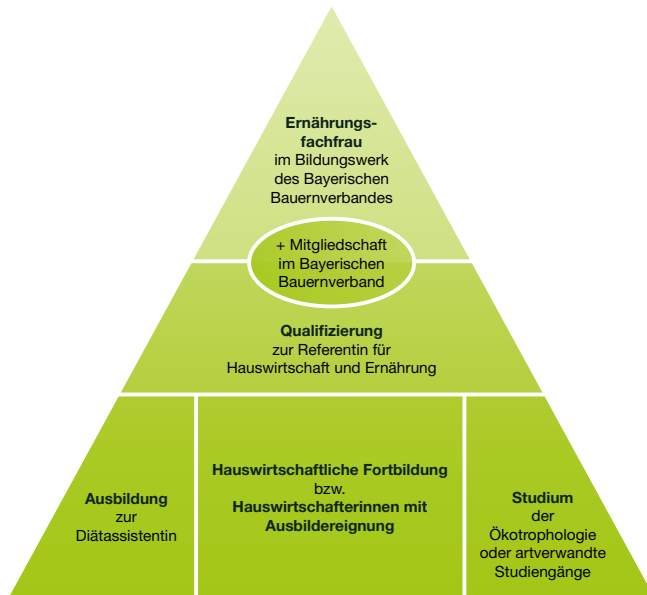 Ernährungs-
fachfrau
im Bildungswerk
des Bayerischen
Bauernverbandes
+ Mitgliedschaft
im Bayerischen
Bauernverband
Qualifizierung
zur Referentin für
Hauswirtschaft und Ernährung
Ausbildung
zur
Diätassistentin
Hauswirtschaftliche Fortbildung
bzw.
Hauswirtschafterinnen mit
Ausbildereignung
Studium
der
Ökotrophologie
oder artverwandte
Studiengänge